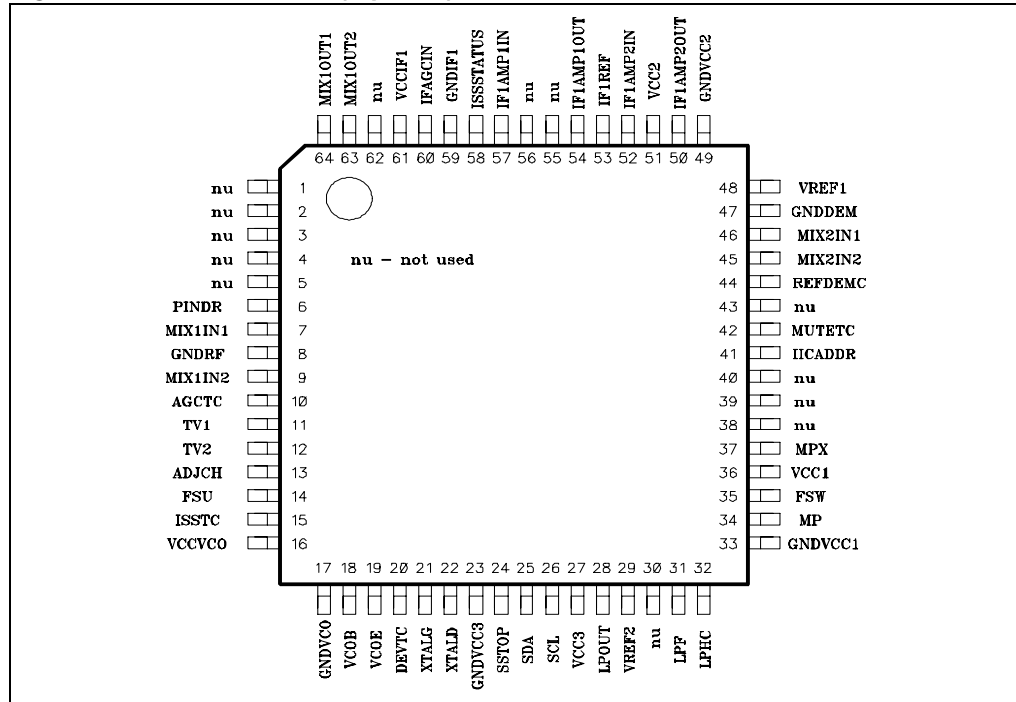 MIX1OUT1
MIX1OUT2
nu
VCCIF1
IFAGCIN
GNDIF1
ISSSTATUS
IF1AMP1IN
nu
nu
IF1AMP1OUT
IF1REF
IF1AMP2IN
VCC2
IF1AMP2OUT
GNDVCC2
64 63 62 61 60 59 58 57 56 55 54 53 52 51 50 49
nu 1
nu 2
nu 3
nu 4
nu 5
PINDR 6
MIX1IN1 7
GNDRF 8
MIX1IN2 9
AGCTC 10
TV1 11
TV2 12
ADJCH 13
FSU 14
ISSTC 15
VCCVCO 16
nu - not used
48 VREF1
47 GNDDEM
46 MIX2IN1
45 MIX2IN2
44 REFDEMC
43 nu
42 MUTETC
41 IICADDR
40 nu
39 nu
38 nu
37 MPX
36 VCC1
35 FSW
34 MP
33 GNDVCC1
17 18 19 20 21 22 23 24 25 26 27 28 29 30 31 32
GNDVCO
VCOB
VCOE
DEVTC
XTALG
XTALD
GNDVCC3
SSTOP
SDA
SCL
VCC3
LPOUT
VREF2
nu
LPF
LPHC